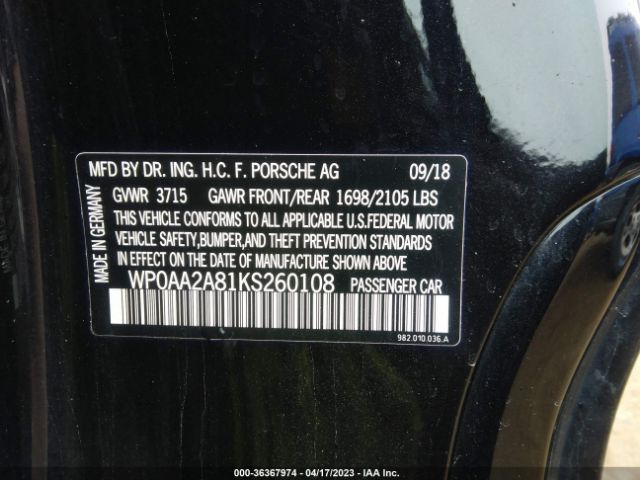 MFD BY DR. ING. H.C. F. PORSCHE AG 09/18
GVWR 3715 GAWR FRONT/REAR 1698/2105 LBS
THIS VEHICLE CONFORMS TO ALL APPLICABLE U.S.FEDERAL MOTOR
VEHICLE SAFETY,BUMPER,AND THEFT PREVENTION STANDARDS
IN EFFECT ON THE DATE OF MANUFACTURE SHOWN ABOVE.
WP0AA2A81KS260108 PASSENGER CAR
982.010.036.A
MADE IN GERMANY
000-36367974 - 04/17/2023 - IAA Inc.